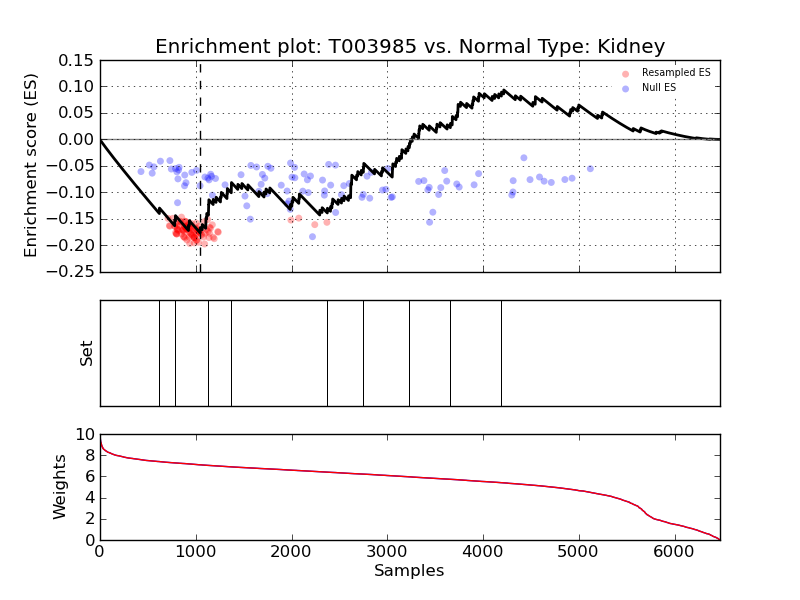 Enrichment plot: T003985 vs. Normal Type: Kidney
0.15
0.10
0.05
0.00
−0.05
−0.10
−0.15
−0.20
−0.25
Enrichment score (ES)
Resampled ES
Null ES
Set
10
8
6
4
2
0
Weights
0 1000 2000 3000 4000 5000 6000
Samples